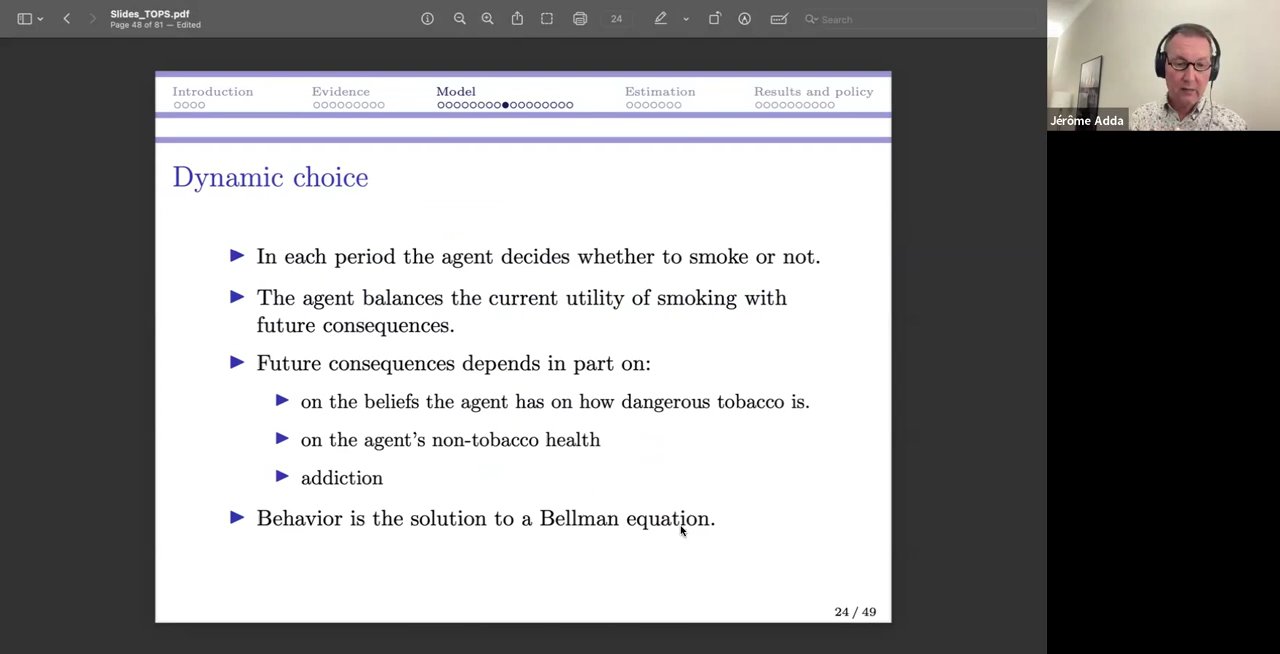 Slides_TOPS.pdf
Page 48 of 81 — Edited
24
Search
Jérôme Adda
Introduction
Evidence
Model
Estimation
Results and policy
Dynamic choice
In each period the agent decides whether to smoke or not.
The agent balances the current utility of smoking with
future consequences.
Future consequences depends in part on:
on the beliefs the agent has on how dangerous tobacco is.
on the agent's non-tobacco health
addiction
Behavior is the solution to a Bellman equation.
24 / 49